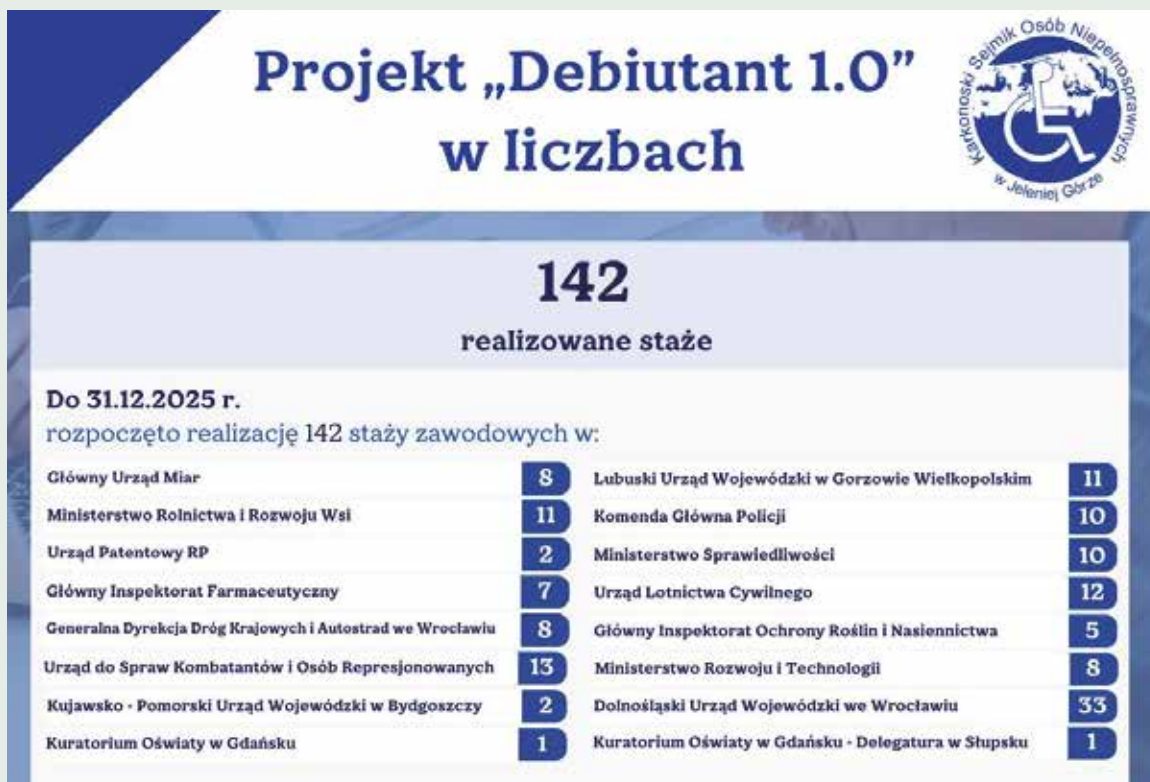 Projekt „Debiutant 1.0”
w liczbach
Karkonoski Sejmik Osób Niepełnosprawnych
w Jeleniej Górze
142
realizowane staże
Do 31.12.2025 r.
rozpoczęto realizację 142 staży zawodowych w:
Główny Urząd Miar 8
Ministerstwo Rolnictwa i Rozwoju Wsi 11
Urząd Patentowy RP 2
Główny Inspektorat Farmaceutyczny 7
Generalna Dyrekcja Dróg Krajowych i Autostrad we Wrocławiu 8
Urząd do Spraw Kombatantów i Osób Represjonowanych 13
Kujawsko - Pomorski Urząd Wojewódzki w Bydgoszczy 2
Kuratorium Oświaty w Gdańsku 1
Lubuski Urząd Wojewódzki w Gorzowie Wielkopolskim 11
Komenda Główna Policji 10
Ministerstwo Sprawiedliwości 10
Urząd Lotnictwa Cywilnego 12
Główny Inspektorat Ochrony Roślin i Nasiennictwa 5
Ministerstwo Rozwoju i Technologii 8
Dolnośląski Urząd Wojewódzki we Wrocławiu 33
Kuratorium Oświaty w Gdańsku - Delegatura w Słupsku 1